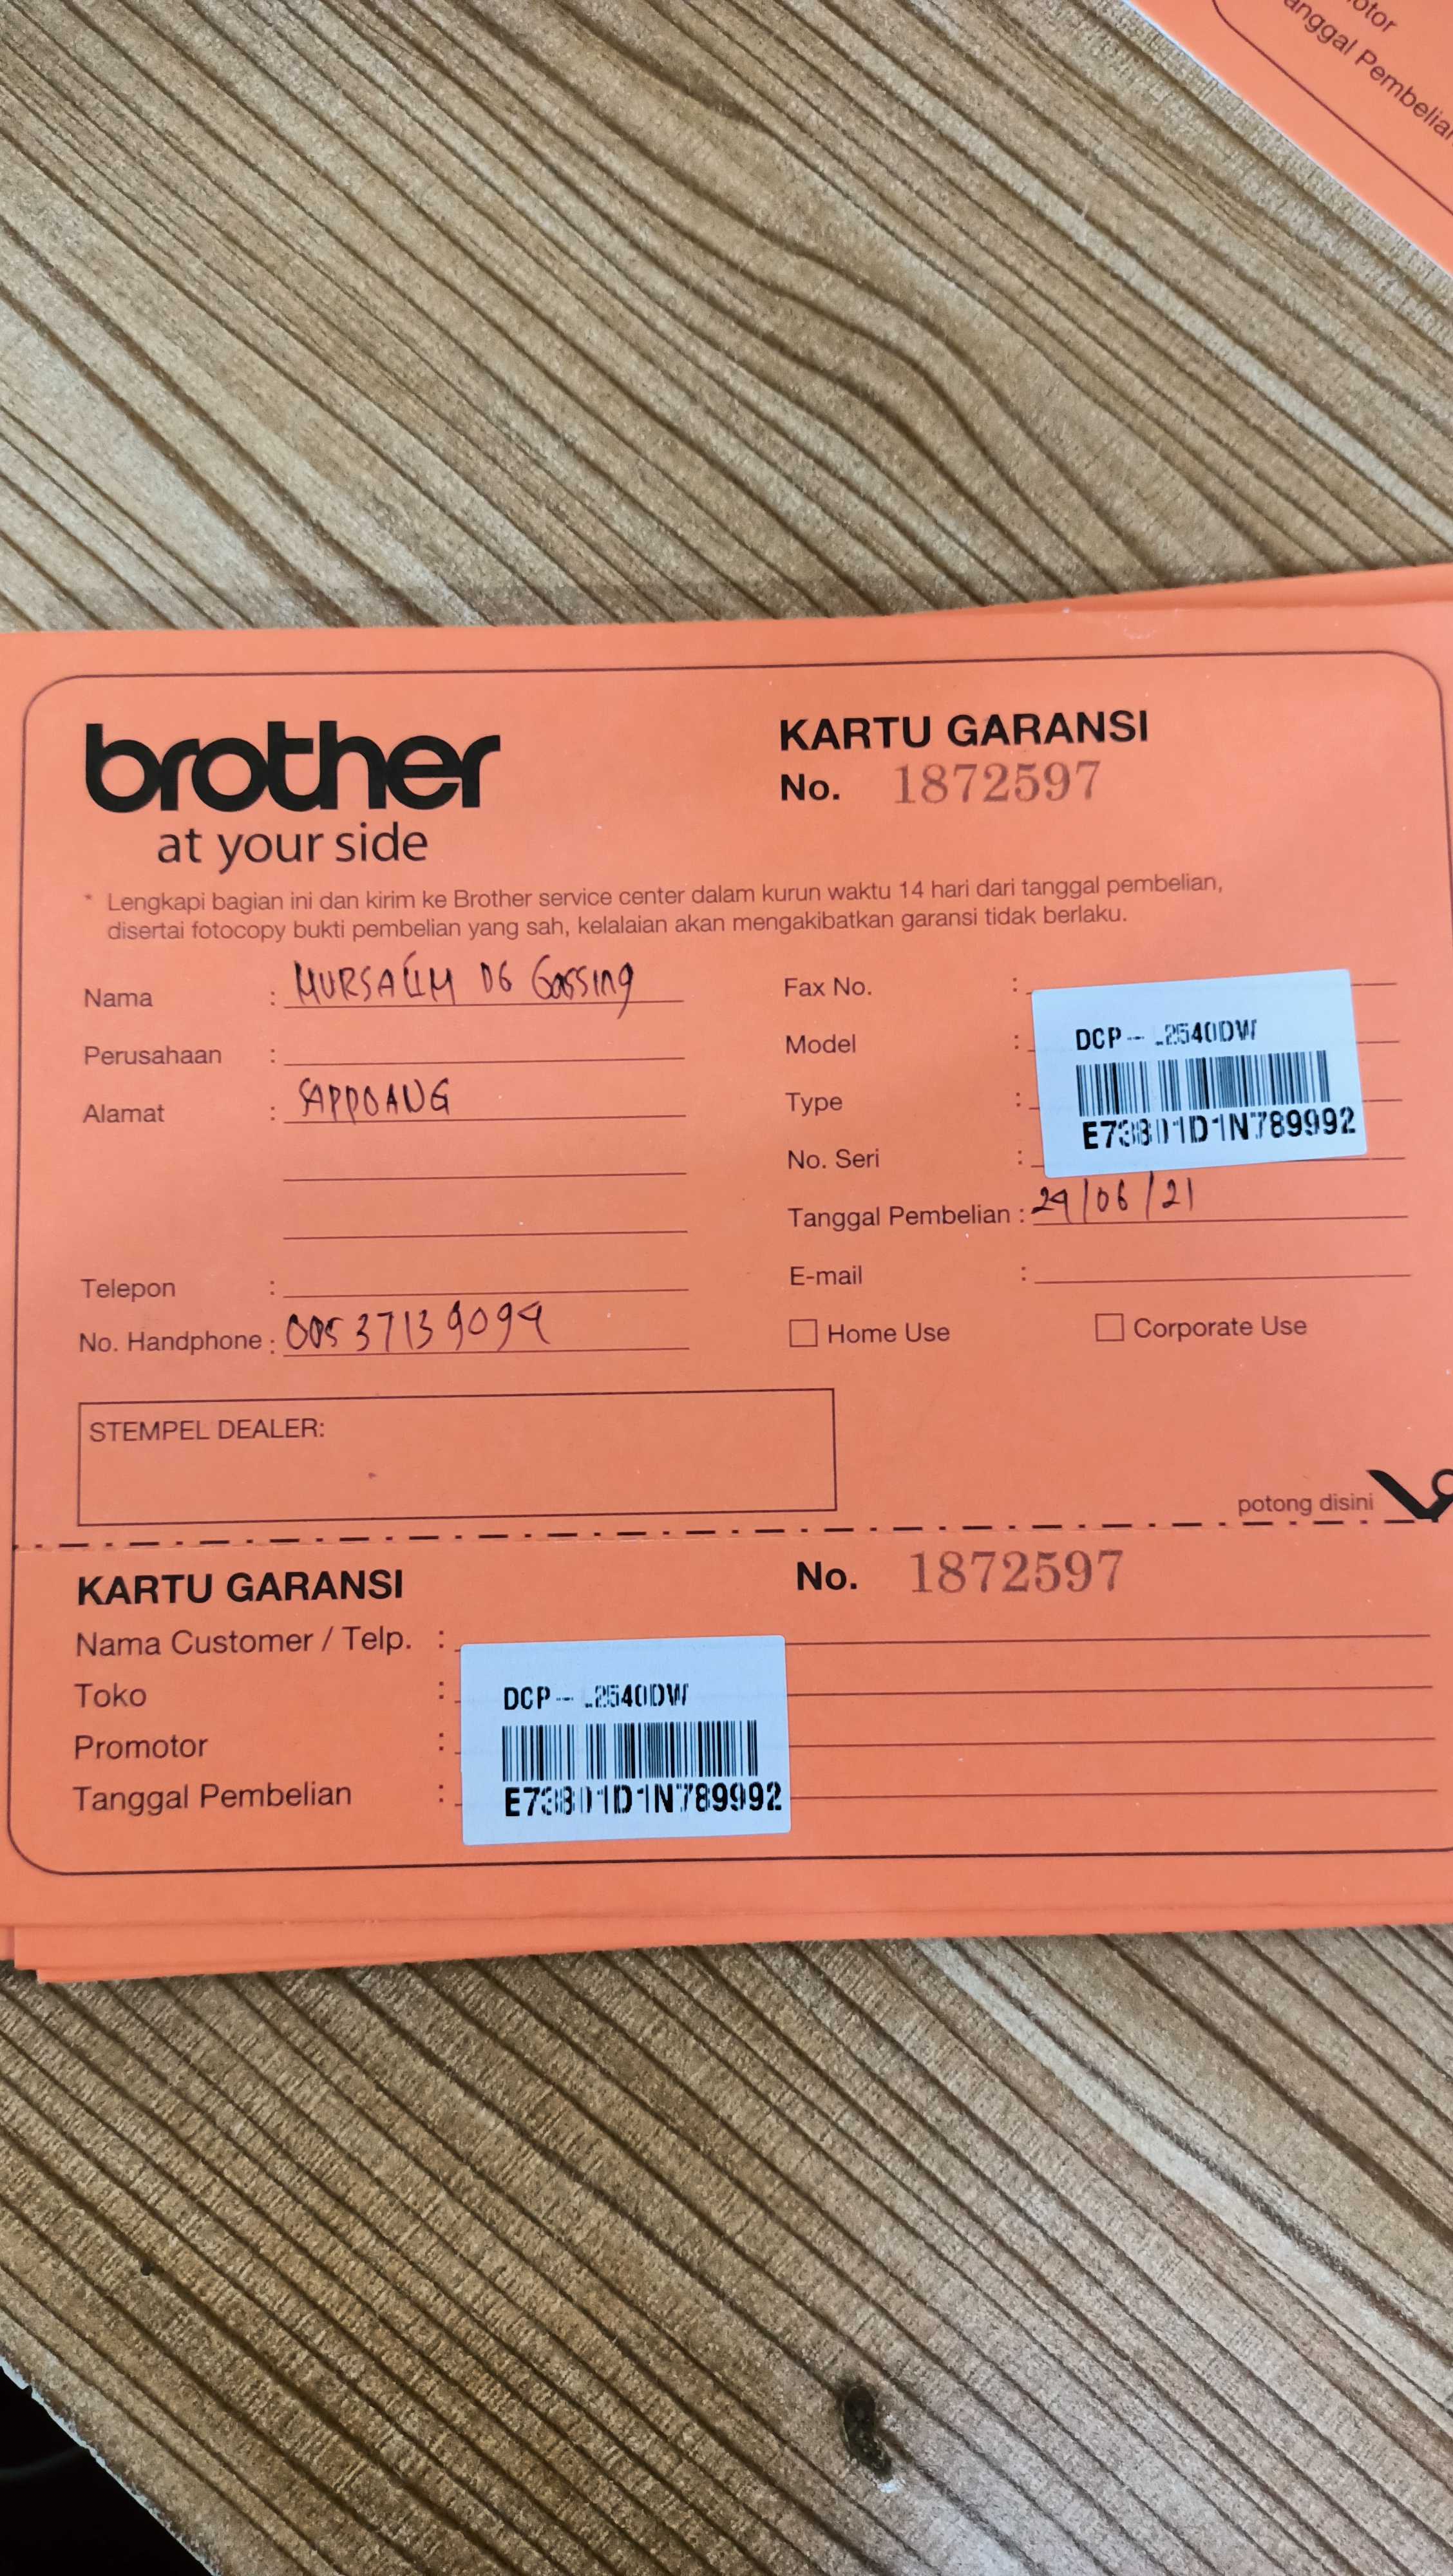 otor
anggal Pembelian
brother
at your side
KARTU GARANSI
No. 1872597
* Lengkapi bagian ini dan kirim ke Brother service center dalam kurun waktu 14 hari dari tanggal pembelian,
disertai fotocopy bukti pembelian yang sah, kelalaian akan mengakibatkan garansi tidak berlaku.
Nama : MURSALIM DG Gassing
Perusahaan :
Alamat : SAPPOANG
Telepon :
No. Handphone :
Fax No. :
Model :
Type :
No. Seri :
DCP-L2540DW
E73801D1N789992
Tanggal Pembelian : 29/06/21
E-mail :
Home Use
Corporate Use
STEMPEL DEALER:
potong disini
KARTU GARANSI
No. 1872597
Nama Customer / Telp. :
Toko :
Promotor :
Tanggal Pembelian :
DCP-L2540DW
E73801D1N789992